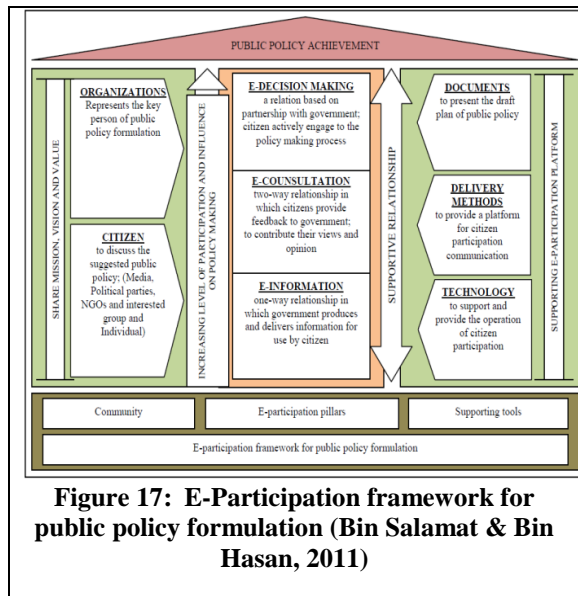 PUBLIC POLICY ACHIEVEMENT
SHARE MISSION, VISION AND VALUE
ORGANIZATIONS
Represents the key
person of public
policy formulation
CITIZEN
to discuss the
suggested public
policy; (Media,
Political parties,
NGOs and interested
group and
Individual)
INCREASING LEVEL OF PARTICIPATION AND INFLUENCE
ON POLICY MAKING
E-DECISION MAKING
a relation based on
partnership with government;
citizen actively engage to the
policy making process
E-COUNSULTATION
two-way relationship in
which citizens provide
feedback to government;
to contribute their views and
opinion
E-INFORMATION
one-way relationship in
which government produces
and delivers information for
use by citizen
SUPPORTIVE RELATIONSHIP
DOCUMENTS
to present the draft
plan of public policy
DELIVERY
METHODS
to provide a platform
for citizen
participation
communication
TECHNOLOGY
to support and
provide the operation
of citizen
participation
SUPPORTING E-PARTICIPATION PLATFORM
Community
E-participation pillars
Supporting tools
E-participation framework for public policy formulation
Figure 17: E-Participation framework for
public policy formulation (Bin Salamat & Bin
Hasan, 2011)